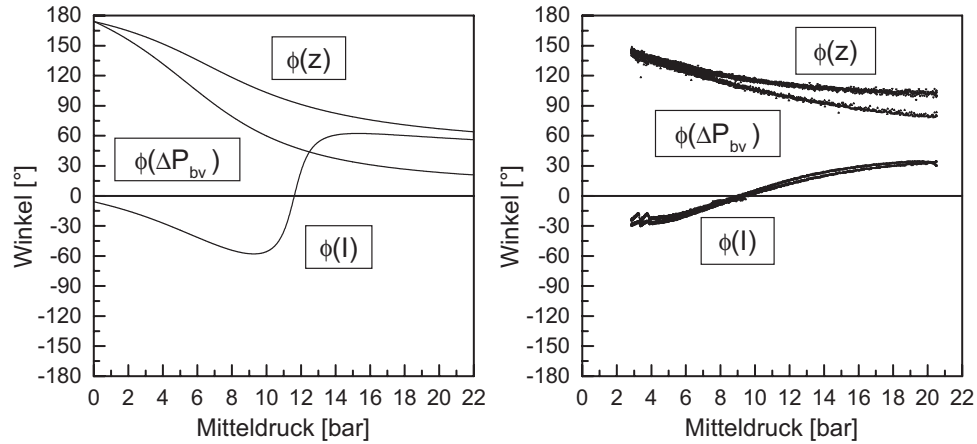 180
150
120
90
60
30
0
-30
-60
-90
-120
-150
-180
Winkel [°]
0 2 4 6 8 10 12 14 16 18 20 22
Mitteldruck [bar]
ϕ(z)
ϕ(ΔP_bv )
ϕ(I)
180
150
120
90
60
30
0
-30
-60
-90
-120
-150
-180
Winkel [°]
0 2 4 6 8 10 12 14 16 18 20 22
Mitteldruck [bar]
ϕ(z)
ϕ(ΔP_bv )
ϕ(I)